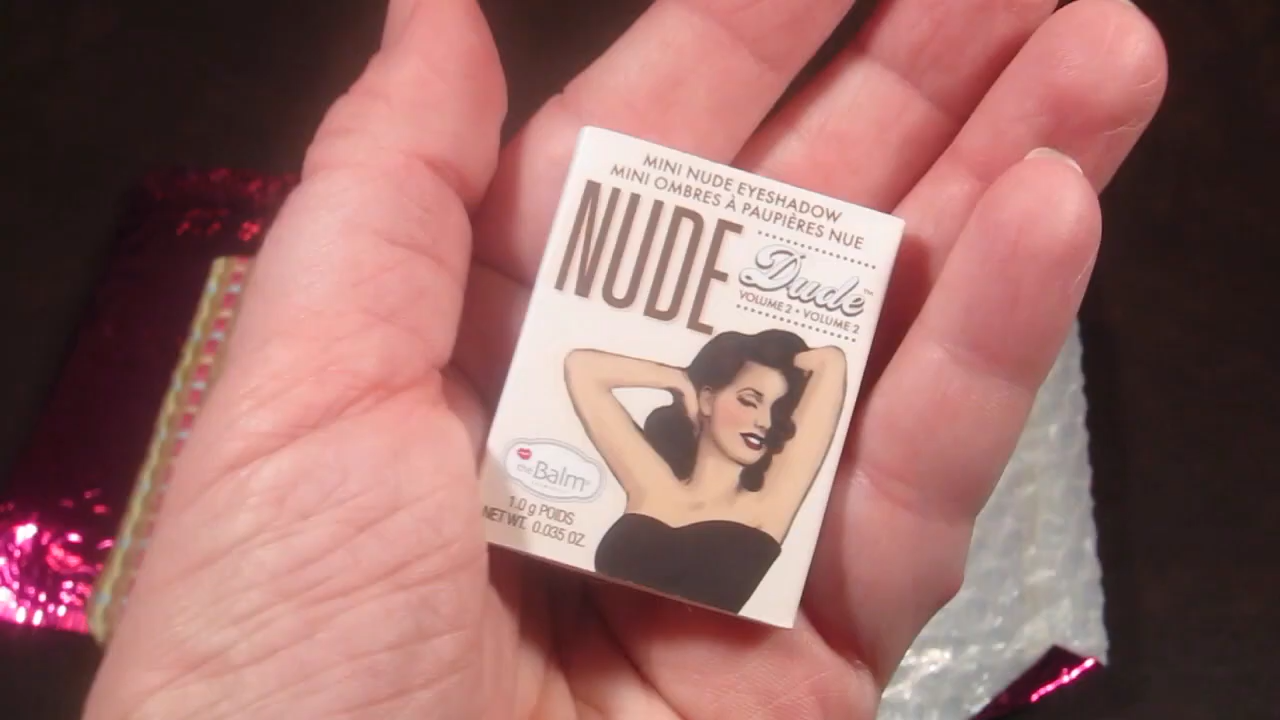 MINI NUDE EYESHADOW
MINI OMBRES À PAUPIÈRES NUE
NUDE
Dude™
VOLUME 2 • VOLUME 2
theBalm®
1.0 g POIDS
NET WT. 0.035 OZ.